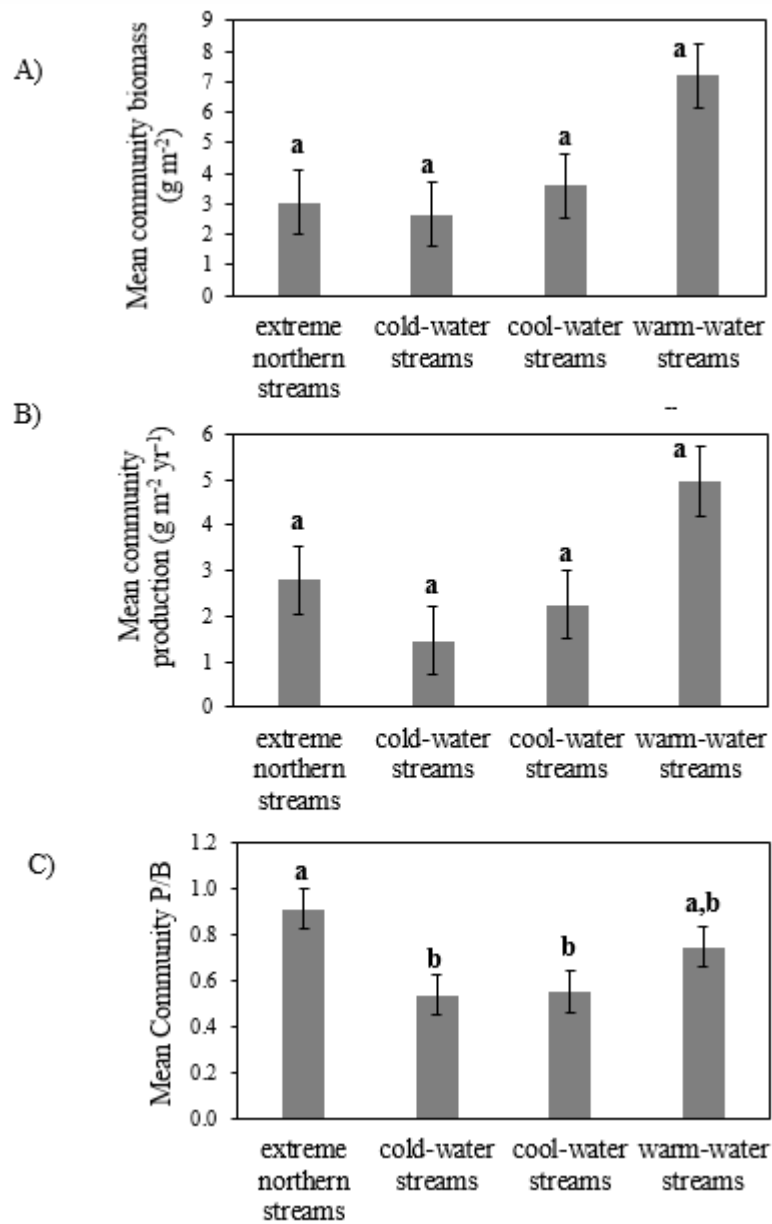 A)
Mean community biomass
(g m⁻²)
9
8
7
6
5
4
3
2
1
0
a
a
a
a
extreme
northern
streams
cold-water
streams
cool-water
streams
warm-water
streams
B)
Mean community
production (g m⁻² yr⁻¹)
6
5
4
3
2
1
0
a
a
a
a
extreme
northern
streams
cold-water
streams
cool-water
streams
warm-water
streams
C)
Mean Community P/B
1.2
1.0
0.8
0.6
0.4
0.2
0.0
a
b
b
a,b
extreme
northern
streams
cold-water
streams
cool-water
streams
warm-water
streams